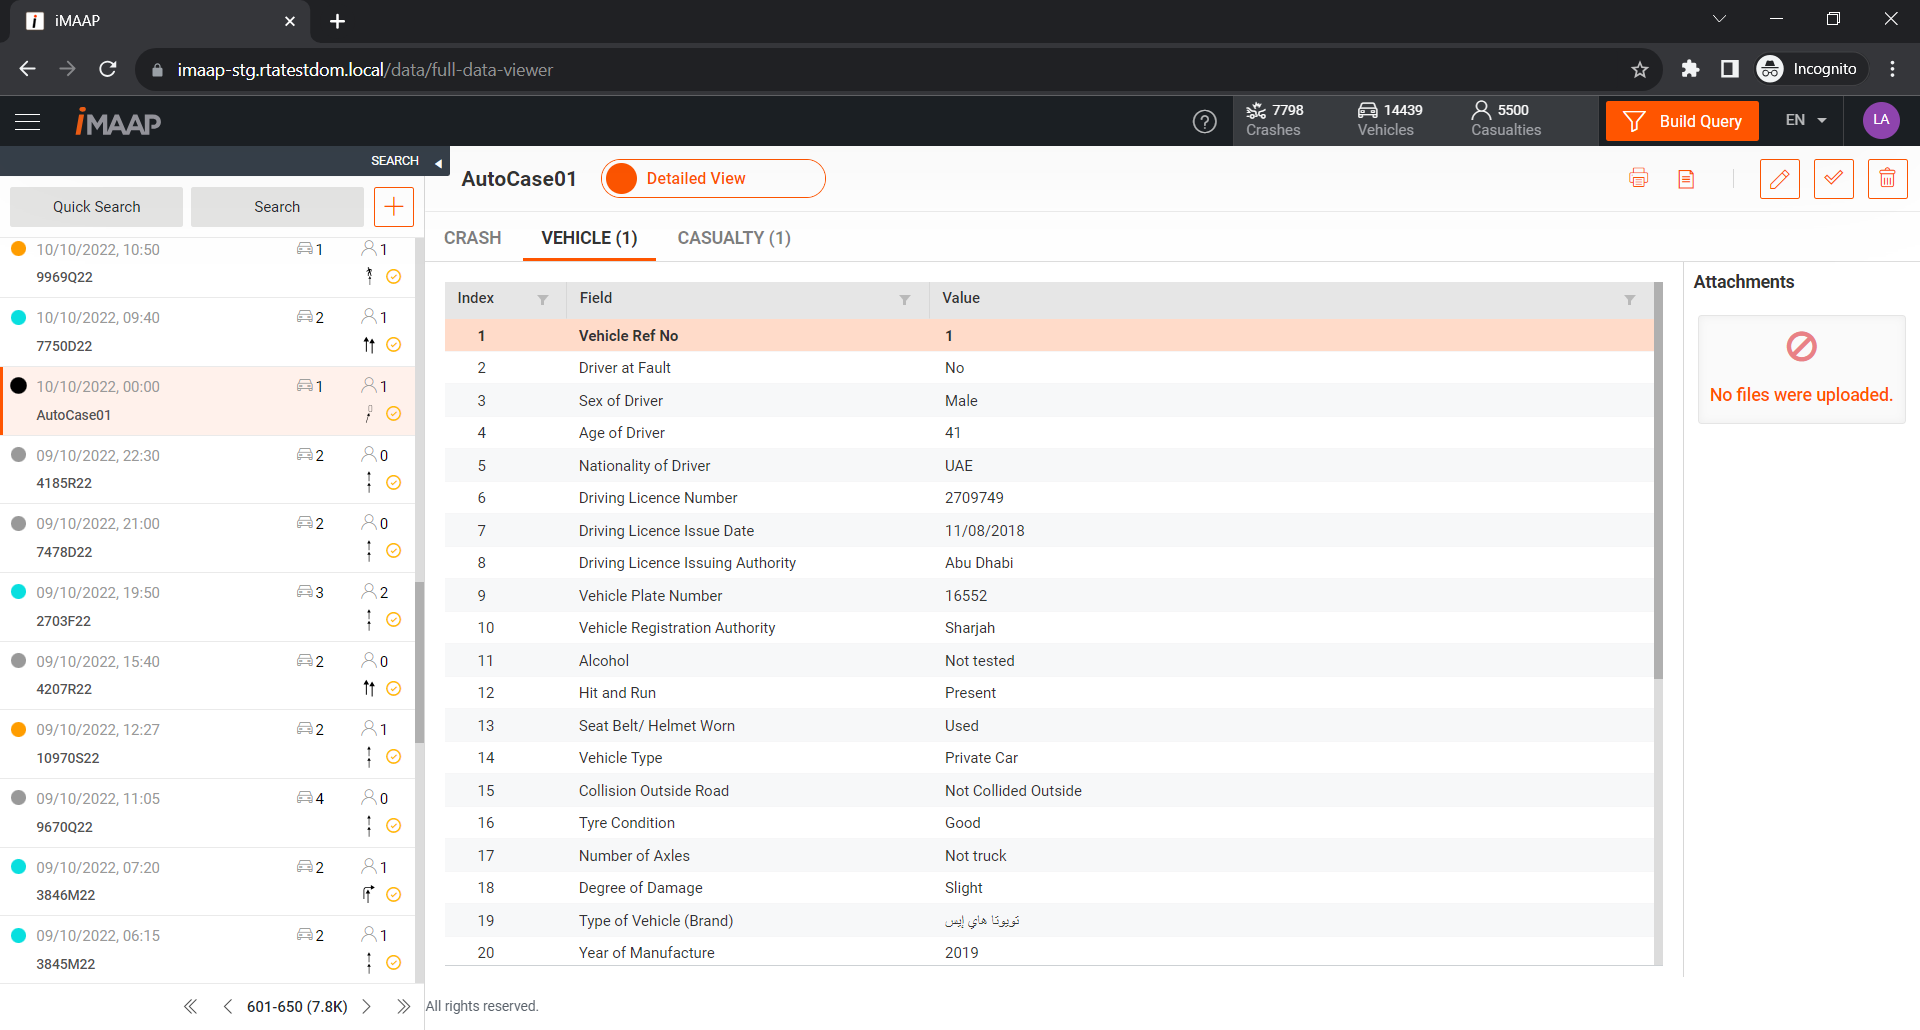 iMAAP
imaap-stg.rtatestdom.local/data/full-data-viewer
Incognito
iMAAP
7798
Crashes
14439
Vehicles
5500
Casualties
Build Query
EN
LA
SEARCH
Quick Search
Search
10/10/2022, 10:50 1 1
9969Q22
10/10/2022, 09:40 2 1
7750D22
10/10/2022, 00:00 1 1
AutoCase01
09/10/2022, 22:30 2 0
4185R22
09/10/2022, 21:00 2 0
7478D22
09/10/2022, 19:50 3 2
2703F22
09/10/2022, 15:40 2 0
4207R22
09/10/2022, 12:27 2 1
10970S22
09/10/2022, 11:05 4 0
9670Q22
09/10/2022, 07:20 2 1
3846M22
09/10/2022, 06:15 2 1
3845M22
601-650 (7.8K)
AutoCase01
Detailed View
CRASH
VEHICLE (1)
CASUALTY (1)
Index Field Value
1 Vehicle Ref No 1
2 Driver at Fault No
3 Sex of Driver Male
4 Age of Driver 41
5 Nationality of Driver UAE
6 Driving Licence Number 2709749
7 Driving Licence Issue Date 11/08/2018
8 Driving Licence Issuing Authority Abu Dhabi
9 Vehicle Plate Number 16552
10 Vehicle Registration Authority Sharjah
11 Alcohol Not tested
12 Hit and Run Present
13 Seat Belt/ Helmet Worn Used
14 Vehicle Type Private Car
15 Collision Outside Road Not Collided Outside
16 Tyre Condition Good
17 Number of Axles Not truck
18 Degree of Damage Slight
19 Type of Vehicle (Brand) تويوتا هاي إيس
20 Year of Manufacture 2019
Attachments
No files were uploaded.
All rights reserved.